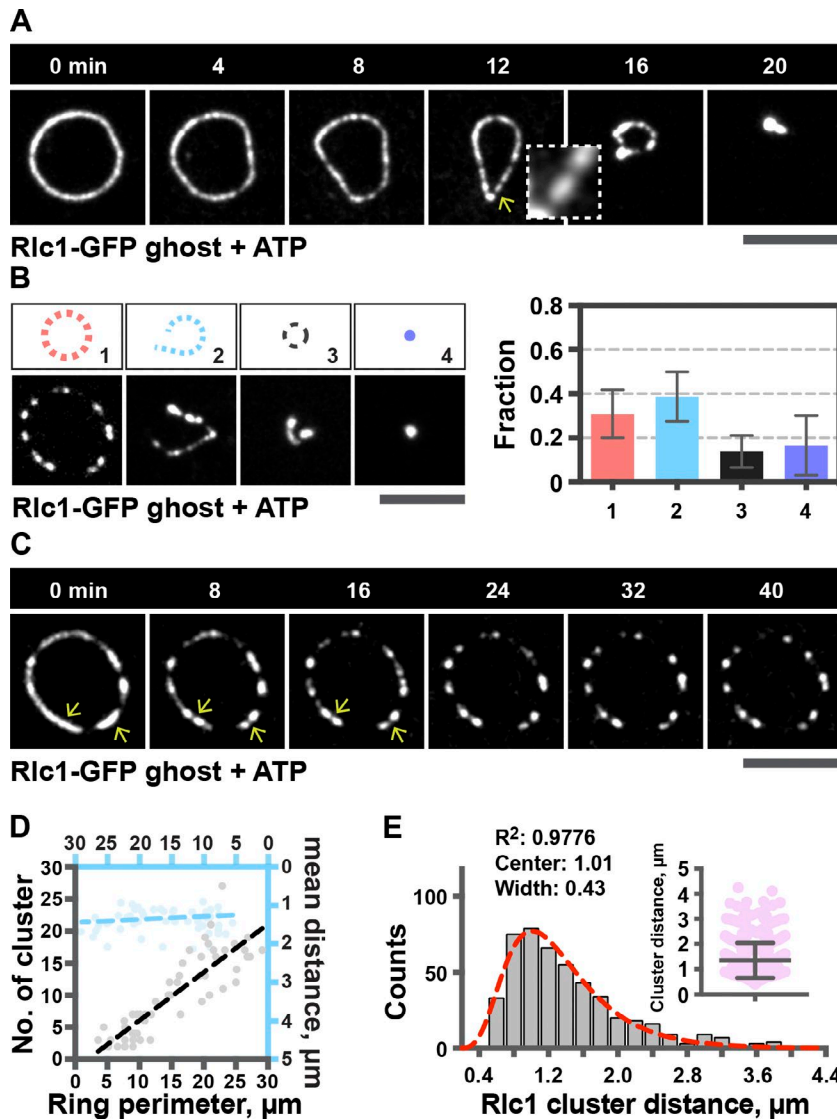 A
0 min 4 8 12 16 20
Rlc1-GFP ghost + ATP
B
1 2 3 4
Rlc1-GFP ghost + ATP
Fraction
0.8
0.6
0.4
0.2
0
1 2 3 4
C
0 min 8 16 24 32 40
Rlc1-GFP ghost + ATP
D
30 25 20 15 10 5 0
No. of cluster
30
25
20
15
10
5
0
0
1
2
3
4
5
mean distance, µm
0 5 10 15 20 25 30
Ring perimeter, µm
E
R²: 0.9776
Center: 1.01
Width: 0.43
Counts
100
50
0
0.4 1.2 2.0 2.8 3.6 4.4
Rlc1 cluster distance, µm
Cluster distance, µm
5
4
3
2
1
0